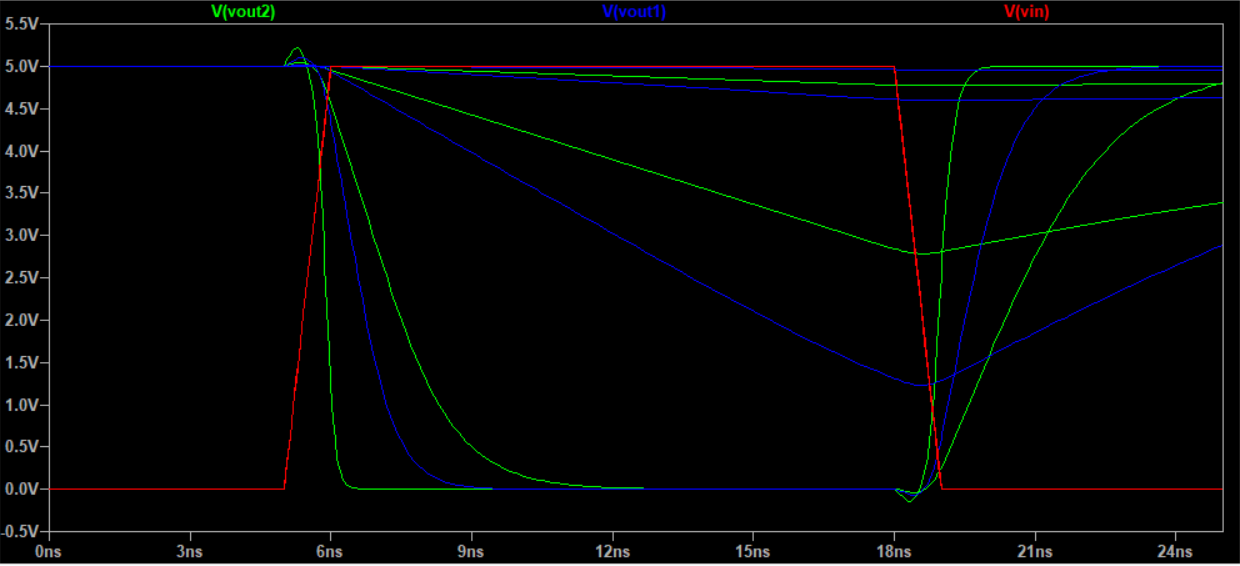 V(vout2) V(vout1) V(vin)
5.5V
5.0V
4.5V
4.0V
3.5V
3.0V
2.5V
2.0V
1.5V
1.0V
0.5V
0.0V
-0.5V
0ns 3ns 6ns 9ns 12ns 15ns 18ns 21ns 24ns